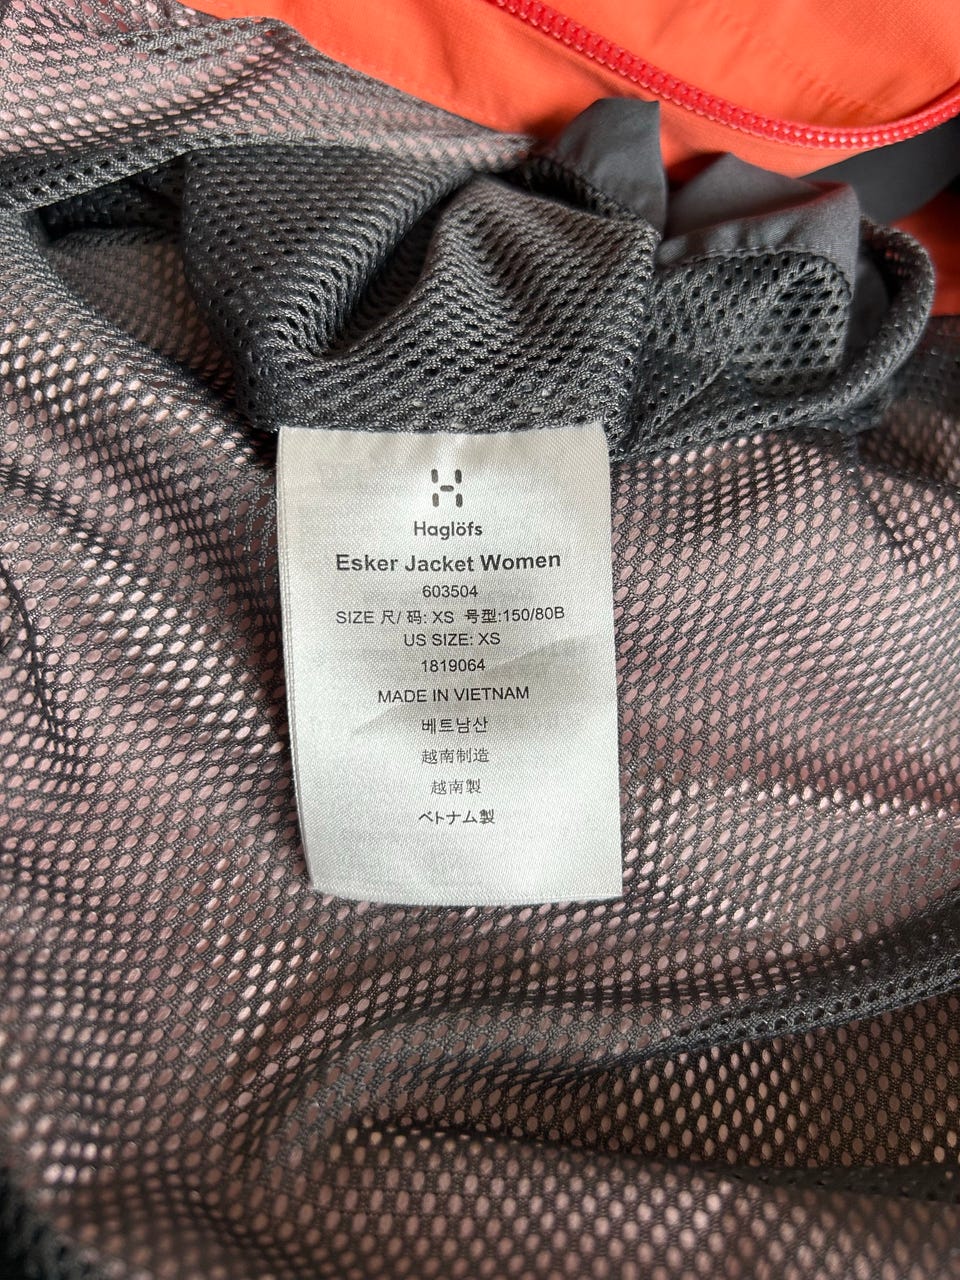 Haglöfs
Esker Jacket Women
603504
SIZE 尺/ 码: XS 号型:150/80B
US SIZE: XS
1819064
MADE IN VIETNAM
베트남산
越南制造
越南製
ベトナム製